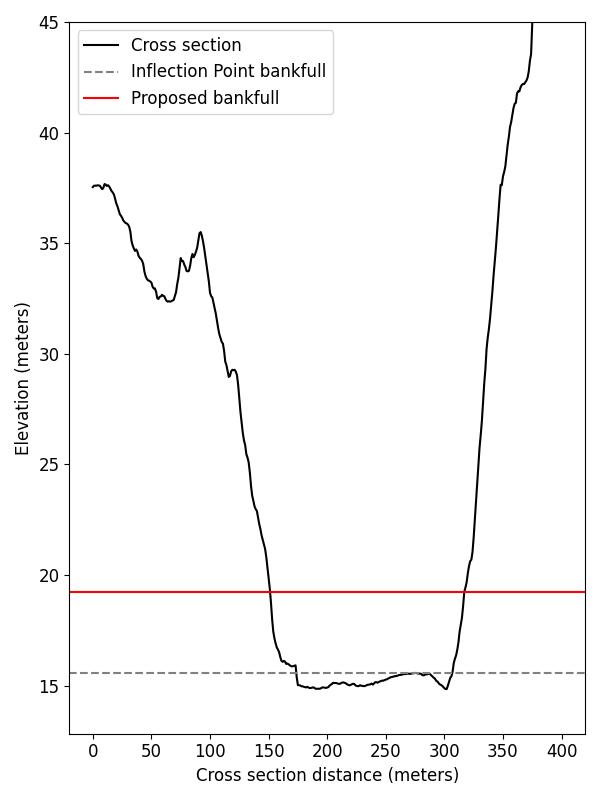 45
40
35
30
25
20
15
Elevation (meters)
Cross section
Inflection Point bankfull
Proposed bankfull
0 50 100 150 200 250 300 350 400
Cross section distance (meters)